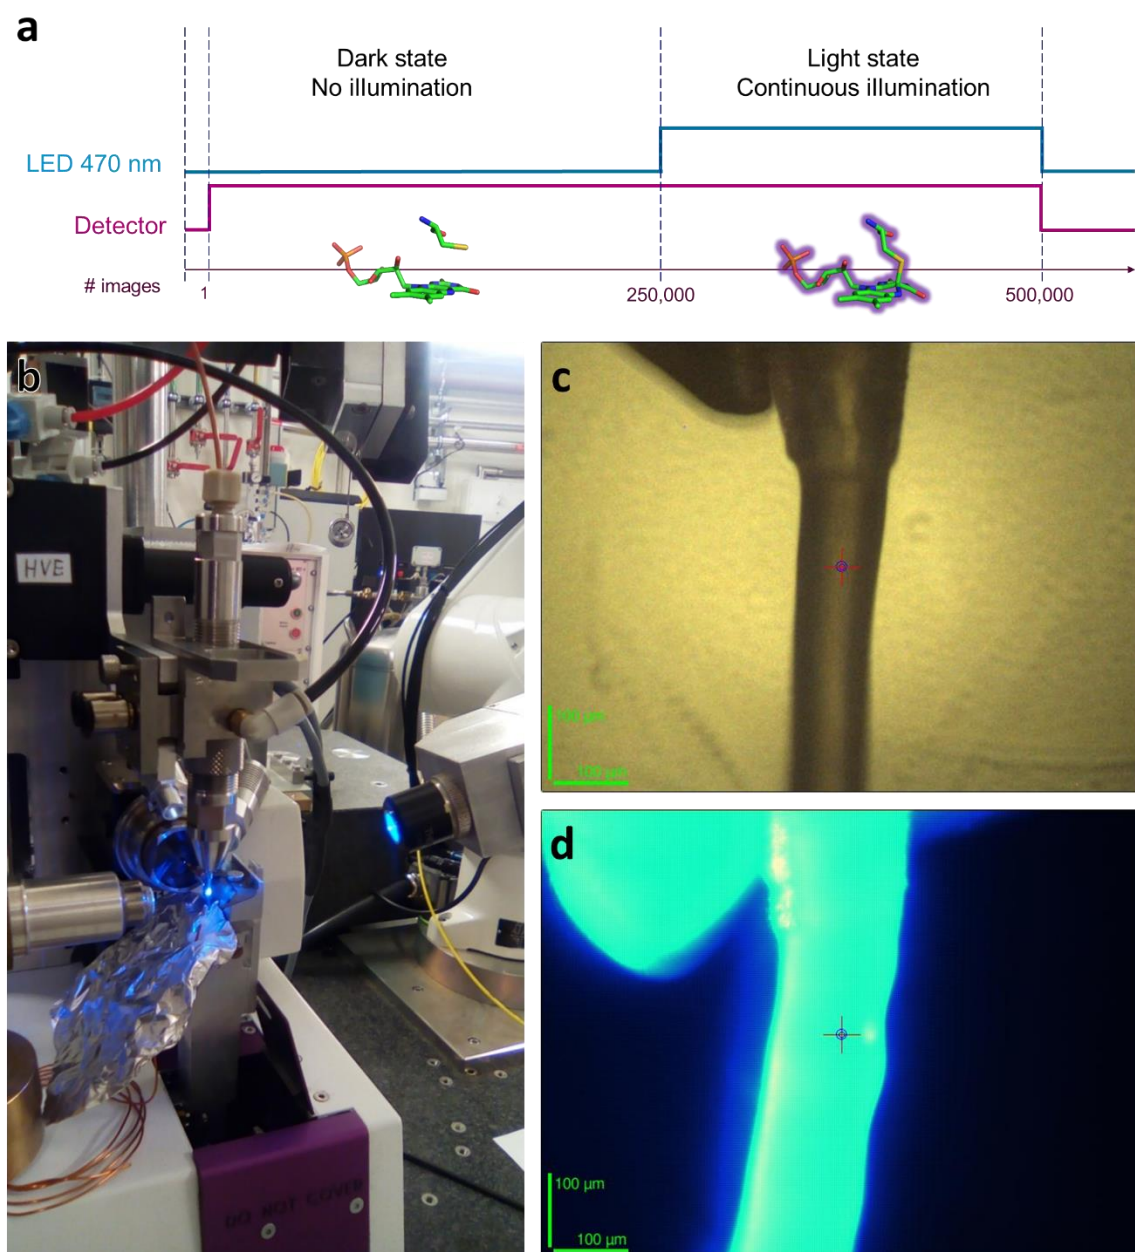 a
Dark state
No illumination
Light state
Continuous illumination
LED 470 nm
Detector
# images
1
250,000
500,000
b
HVE
DO NOT COVER
c
100 µm
100 µm
d
100 µm
100 µm